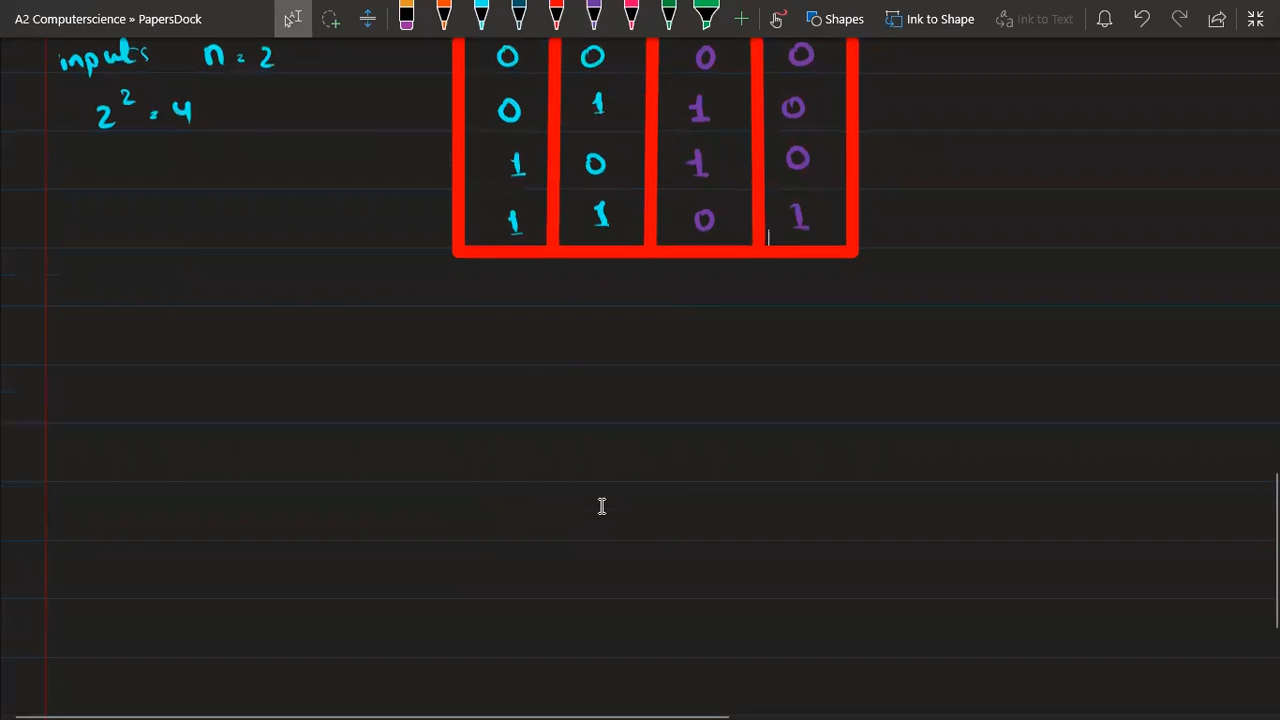 A2 Computerscience » PapersDock
Shapes
Ink to Shape
Ink to Text
inputs n = 2
2² = 4
0 0 0 0
0 1 1 0
1 0 1 0
1 1 0 1